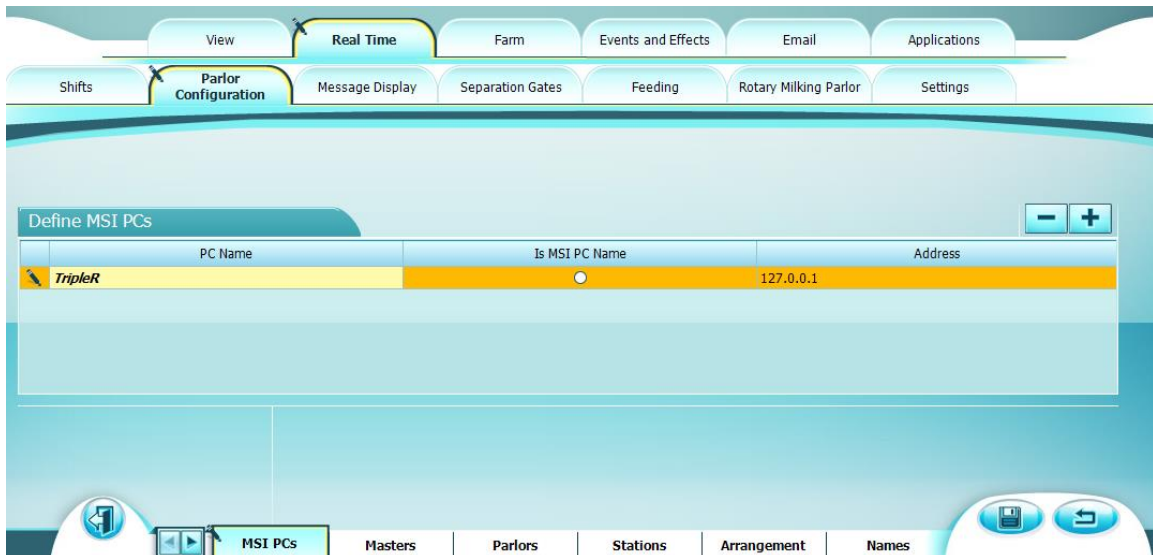 View Real Time Farm Events and Effects Email Applications
Shifts Parlor Configuration Message Display Separation Gates Feeding Rotary Milking Parlor Settings
Define MSI PCs
PC Name Is MSI PC Name Address
TripleR 127.0.0.1
MSI PCs Masters Parlors Stations Arrangement Names